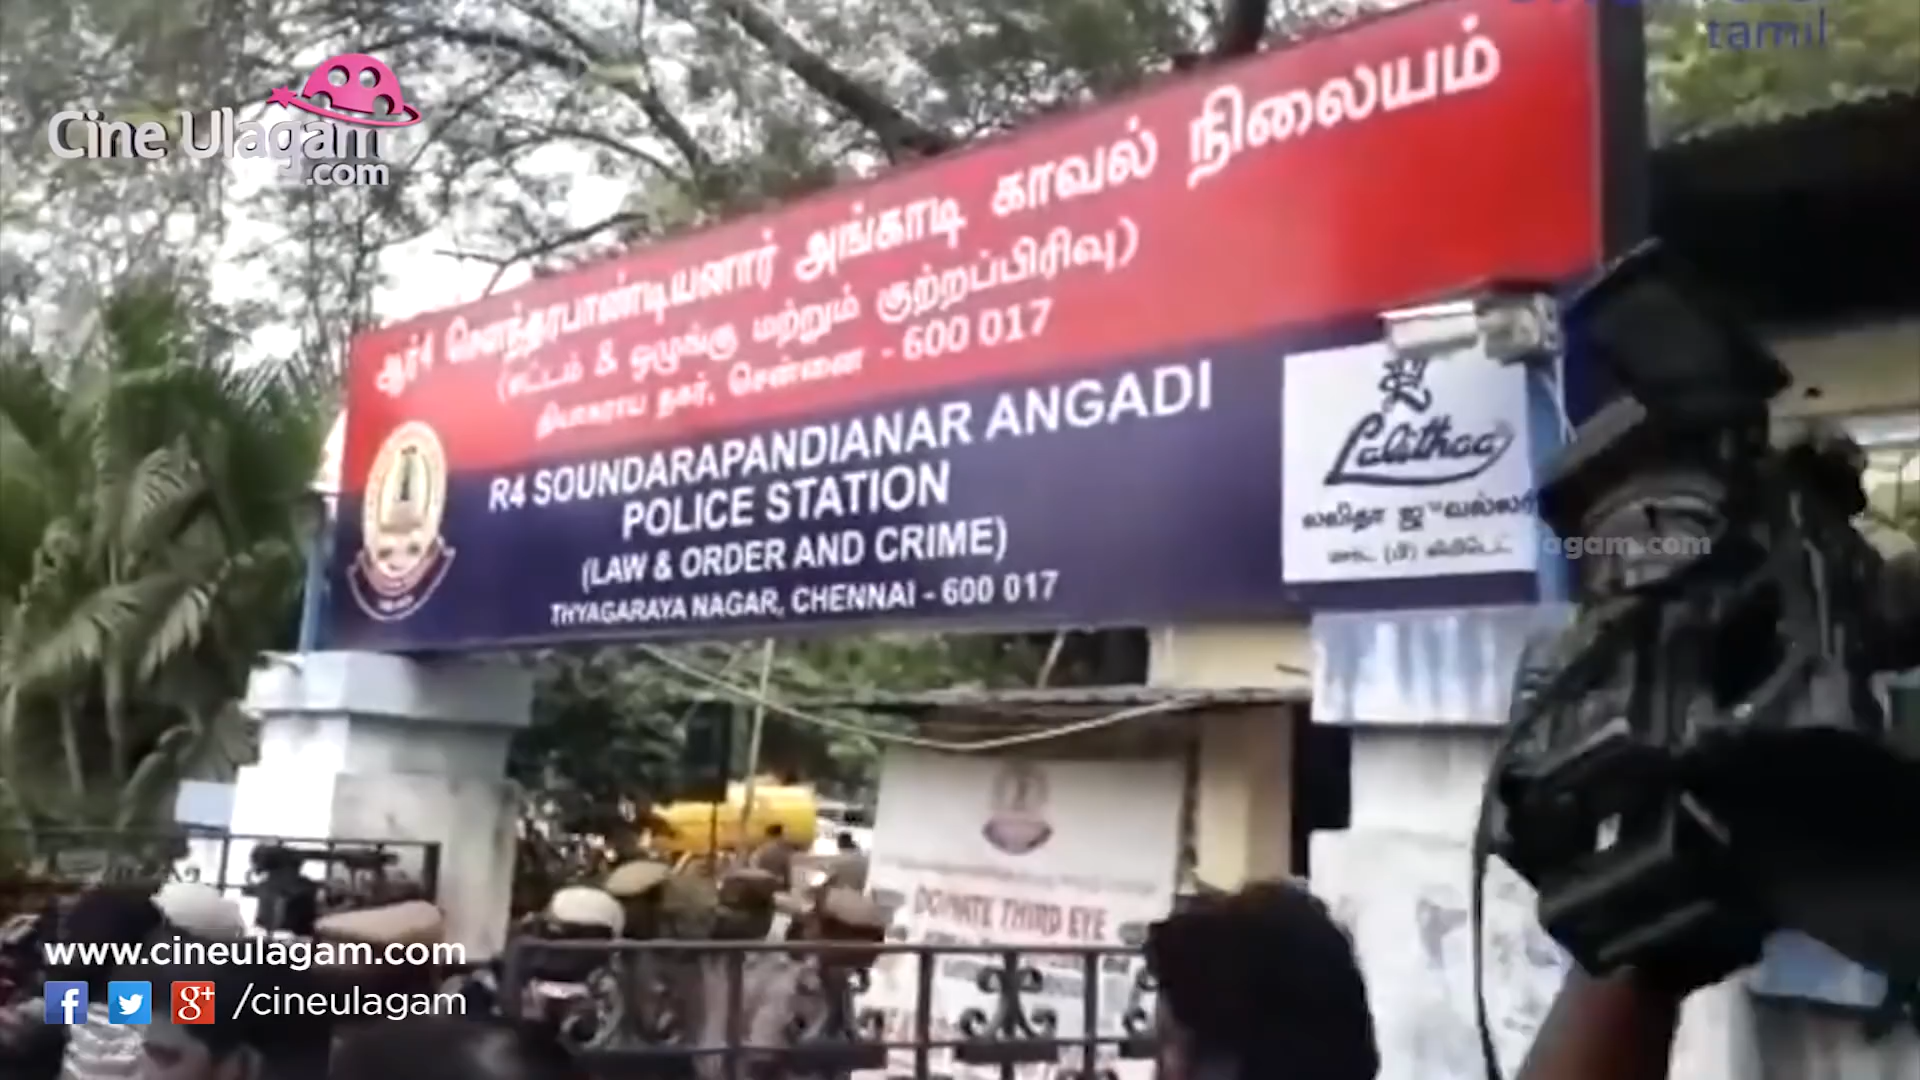 tamil
Cine Ulagam
.com
ஆர்4 சௌந்தரபாண்டியனார் அங்காடி காவல் நிலையம்
(சட்டம் & ஒழுங்கு மற்றும் குற்றப்பிரிவு)
தியாகராய நகர், சென்னை - 600 017
R4 SOUNDARAPANDIANAR ANGADI
POLICE STATION
(LAW & ORDER AND CRIME)
THYAGARAYA NAGAR, CHENNAI - 600 017
Lalithaa
லலிதா ஜுவல்லரி
DONATE THIRD EYE
www.cineulagam.com
/cineulagam